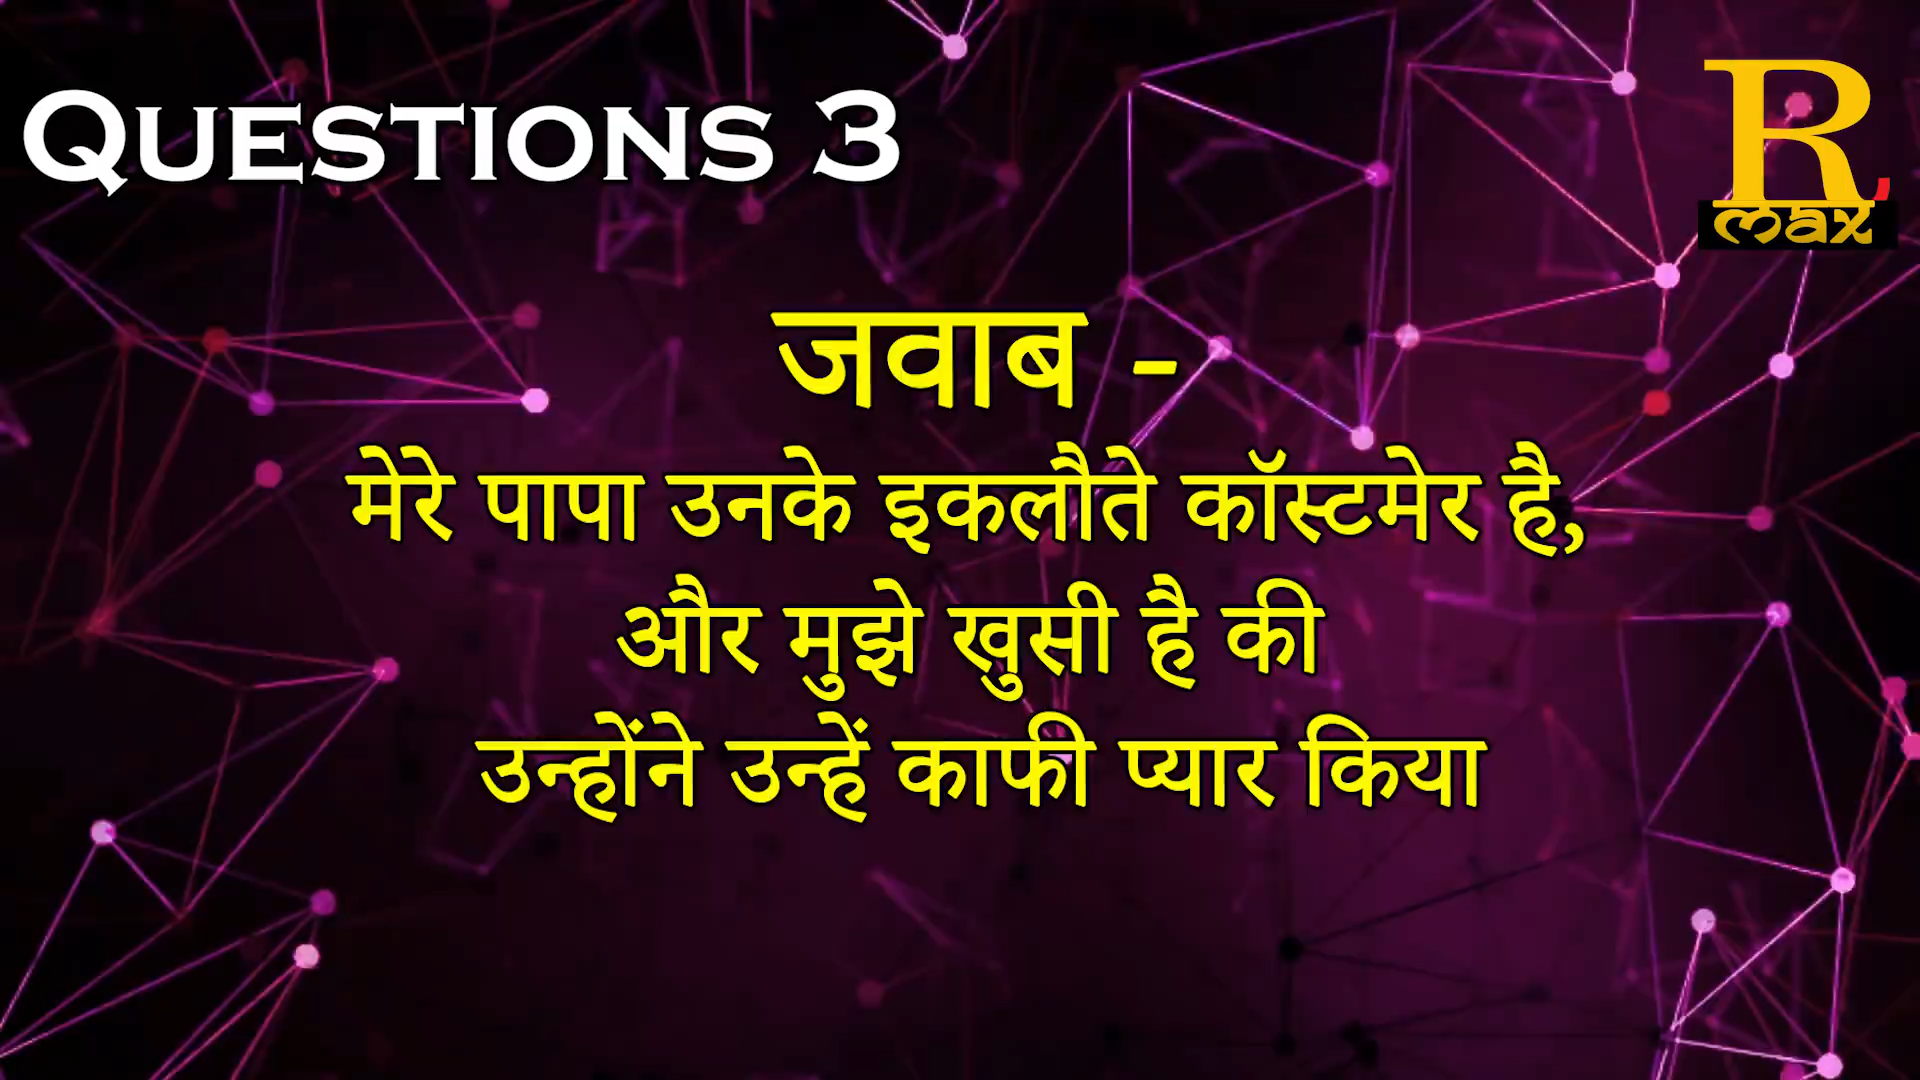 QUESTIONS 3
R
max
जवाब -
मेरे पापा उनके इकलौते कॉस्टमेर है,
और मुझे खुसी है की
उन्होंने उन्हें काफी प्यार किया